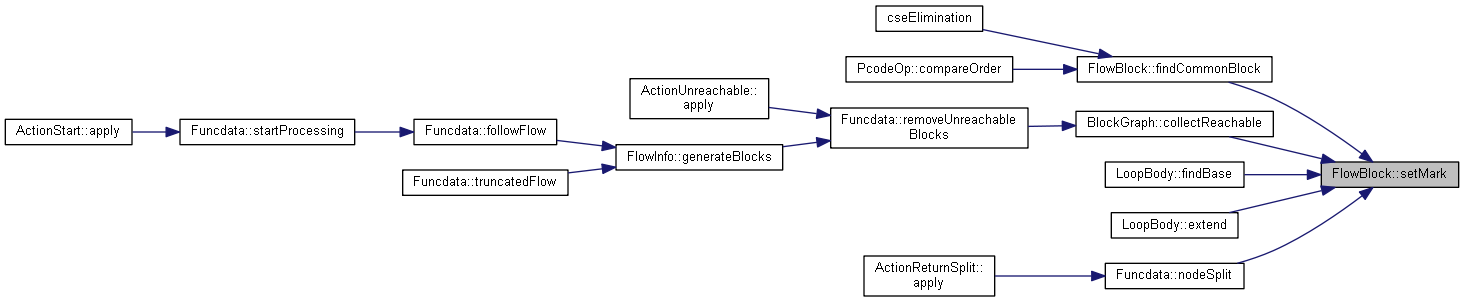 cseElimination
PcodeOp::compareOrder
FlowBlock::findCommonBlock
ActionUnreachable::
apply
ActionStart::apply
Funcdata::startProcessing
Funcdata::followFlow
Funcdata::removeUnreachable
Blocks
BlockGraph::collectReachable
FlowInfo::generateBlocks
Funcdata::truncatedFlow
LoopBody::findBase
FlowBlock::setMark
LoopBody::extend
ActionReturnSplit::
apply
Funcdata::nodeSplit